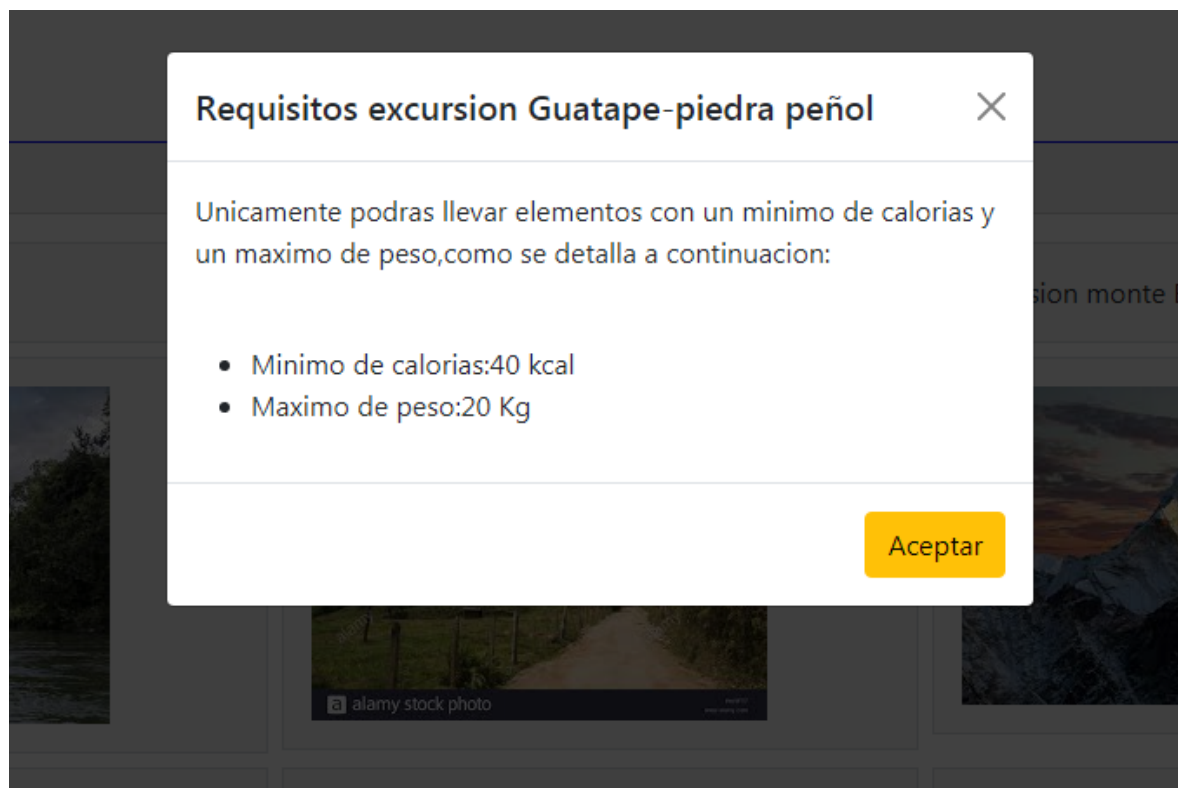 Requisitos excursion Guatape-piedra peñol
Unicamente podras llevar elementos con un minimo de calorias y
un maximo de peso,como se detalla a continuacion:
sion monte
Minimo de calorias:40 kcal
Maximo de peso:20 Kg
Aceptar
a alamy stock photo